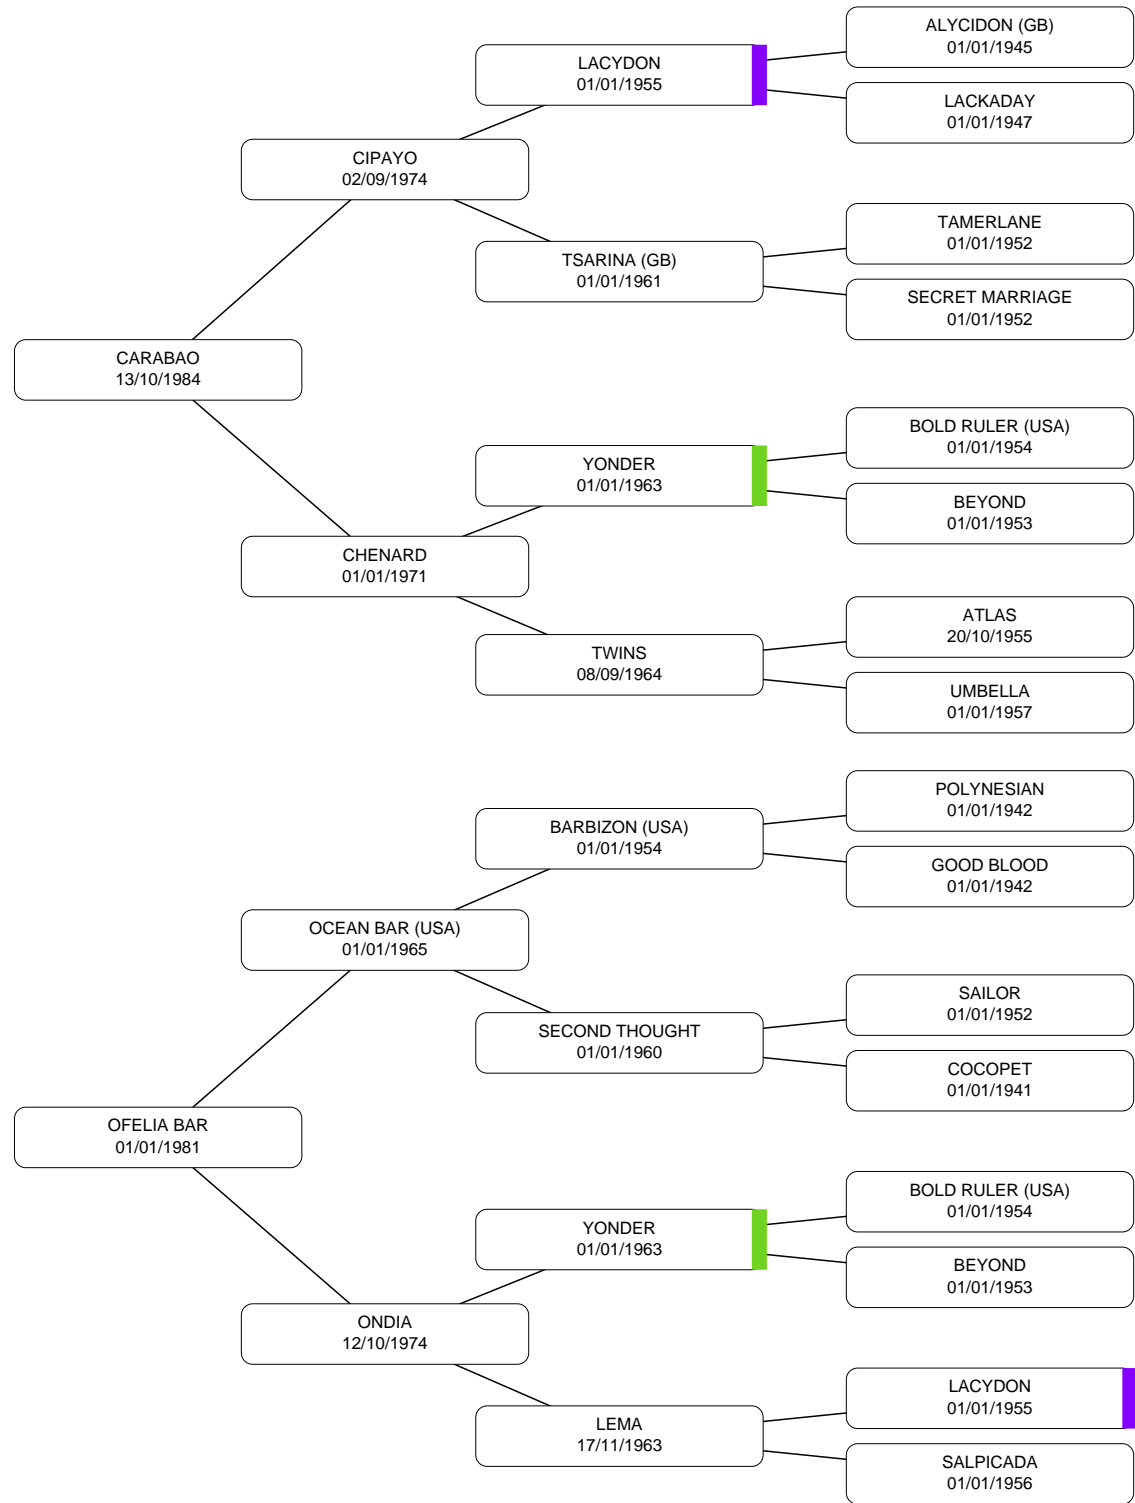 ALYCIDON (GB)
01/01/1945
LACYDON
01/01/1955
LACKADAY
01/01/1947
CIPAYO
02/09/1974
TAMERLANE
01/01/1952
TSARINA (GB)
01/01/1961
SECRET MARRIAGE
01/01/1952
CARABAO
13/10/1984
BOLD RULER (USA)
01/01/1954
YONDER
01/01/1963
BEYOND
01/01/1953
CHENARD
01/01/1971
ATLAS
20/10/1955
TWINS
08/09/1964
UMBELLA
01/01/1957
POLYNESIAN
01/01/1942
BARBIZON (USA)
01/01/1954
GOOD BLOOD
01/01/1942
OCEAN BAR (USA)
01/01/1965
SAILOR
01/01/1952
SECOND THOUGHT
01/01/1960
COCOPET
01/01/1941
OFELIA BAR
01/01/1981
BOLD RULER (USA)
01/01/1954
YONDER
01/01/1963
BEYOND
01/01/1953
ONDIA
12/10/1974
LACYDON
01/01/1955
LEMA
17/11/1963
SALPICADA
01/01/1956